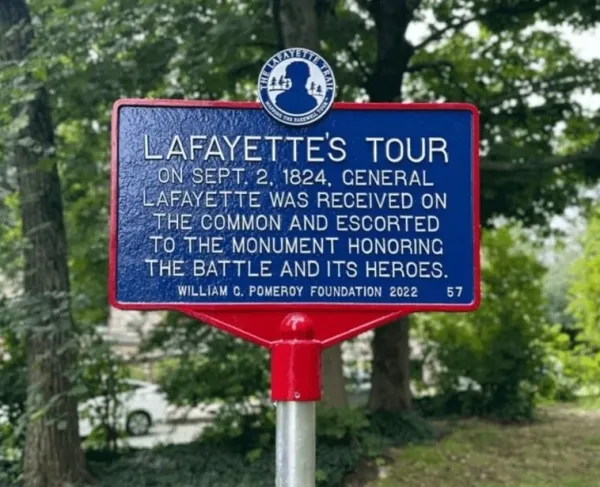 THE LAFAYETTE TRAIL
LAFAYETTE'S TOUR
ON SEPT. 2, 1824, GENERAL
LAFAYETTE WAS RECEIVED ON
THE COMMON AND ESCORTED
TO THE MONUMENT HONORING
THE BATTLE AND ITS HEROES.
WILLIAM G. POMEROY FOUNDATION 2022 57